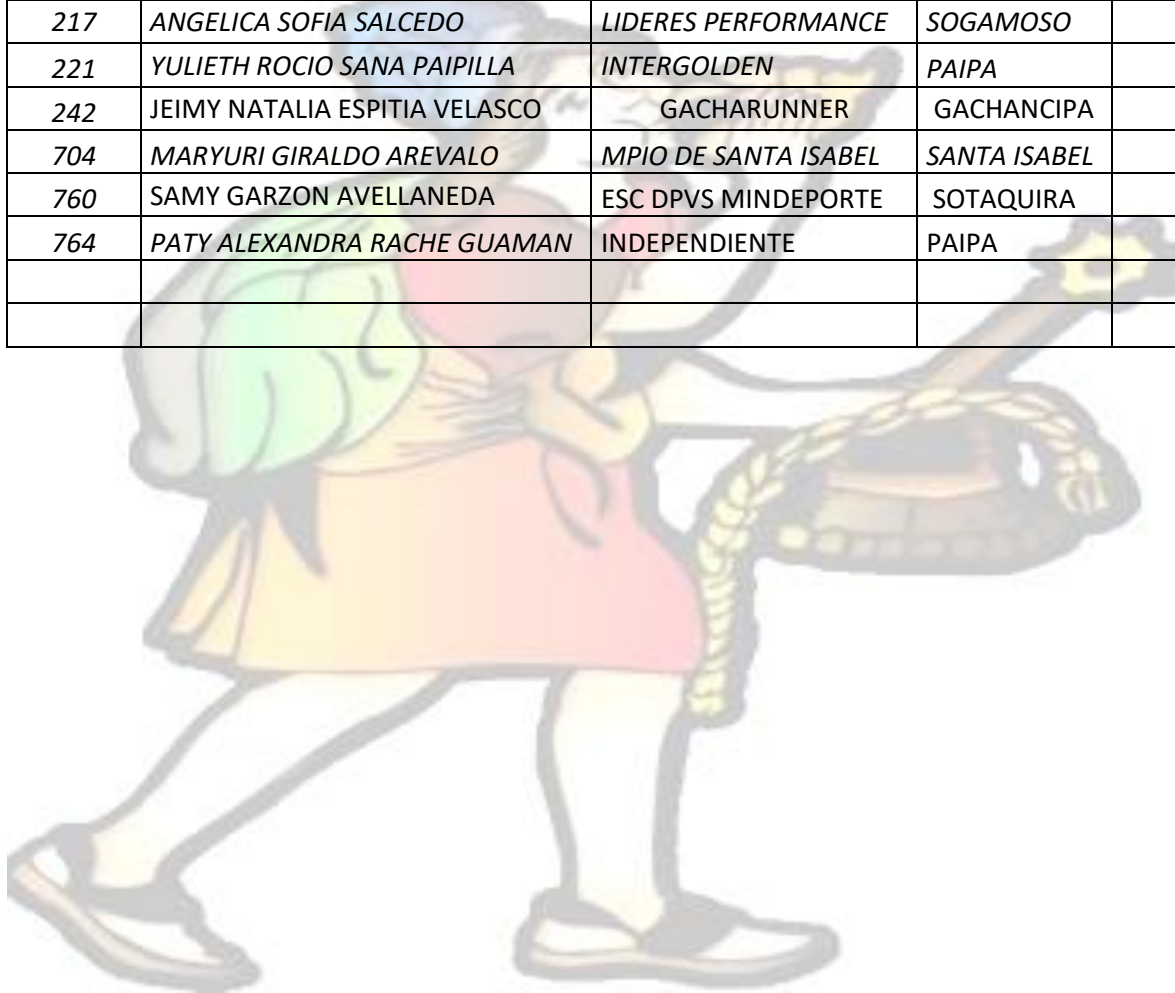 217 ANGELICA SOFIA SALCEDO LIDERES PERFORMANCE SOGAMOSO
221 YULIETH ROCIO SANA PAIPILLA INTERGOLDEN PAIPA
242 JEIMY NATALIA ESPITIA VELASCO GACHARUNNER GACHANCIPA
704 MARYURI GIRALDO AREVALO MPIO DE SANTA ISABEL SANTA ISABEL
760 SAMY GARZON AVELLANEDA ESC DPVS MINDEPORTE SOTAQUIRA
764 PATY ALEXANDRA RACHE GUAMAN INDEPENDIENTE PAIPA